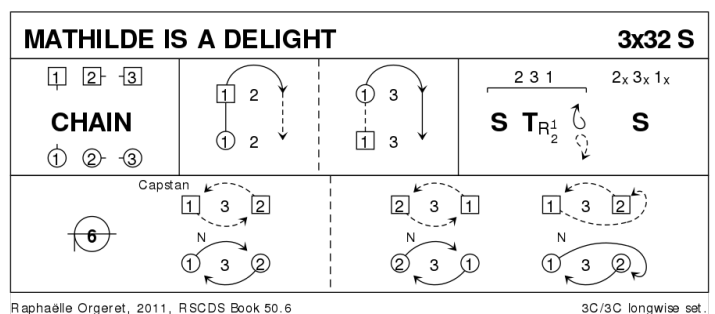 MATHILDE IS A DELIGHT 3x32 S
1 2 3
CHAIN
1 2 3
1 2
1 2
1 3
1 3
2 3 1 2x 3x 1x
S TR½ S
Capstan
1 3 2
2 3 1
1 3 2
6
N N N
1 3 2
2 3 1
1 3 2
Raphaëlle Orgeret, 2011, RSCDS Book 50.6 3C/3C longwise set.